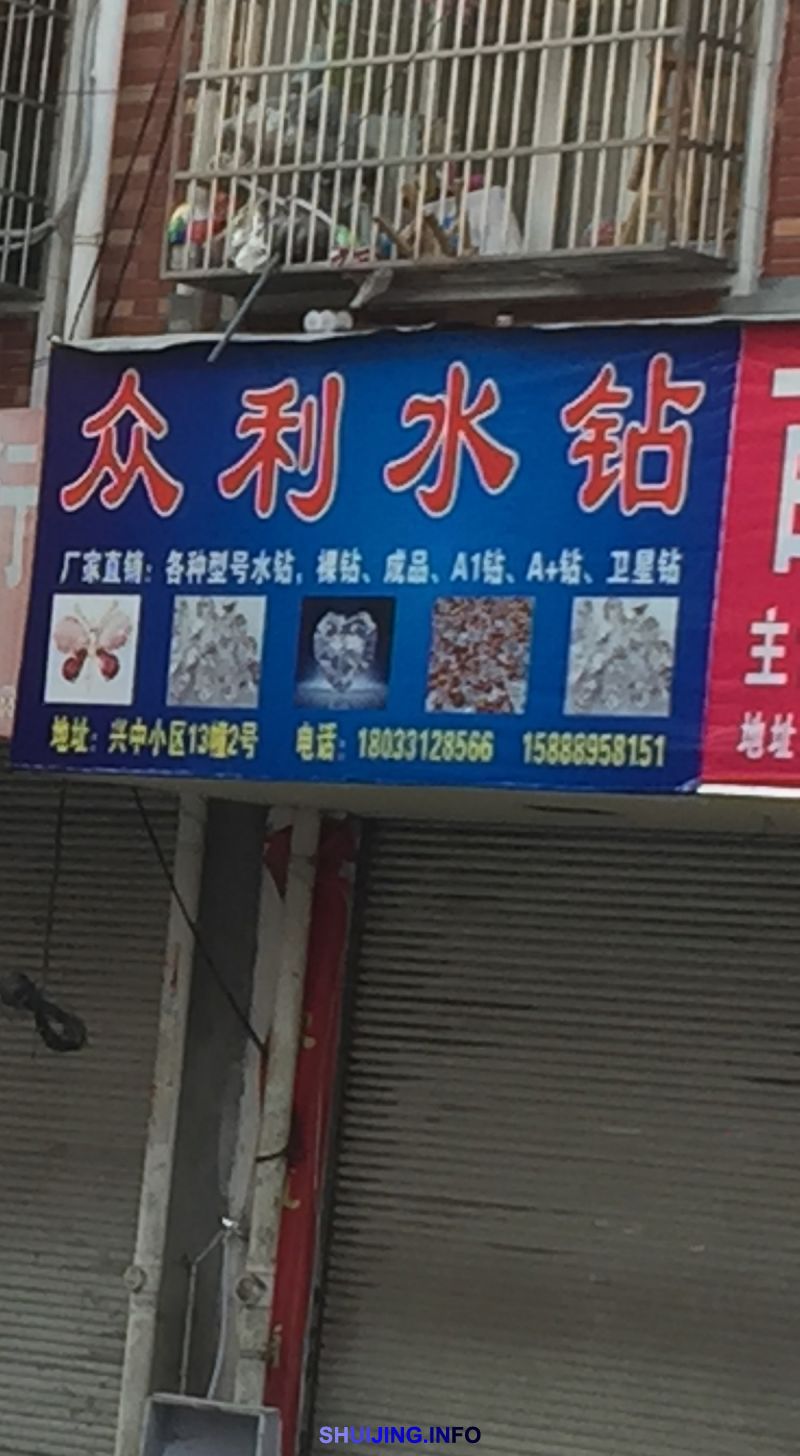 众利水钻
厂家直销：各种型号水钻，裸钻、成品、A1钻、A+钻、卫星钻
地址：兴中小区13幢2号 电话：18033128566 15888958151
行
主
地址
SHUIJING.INFO